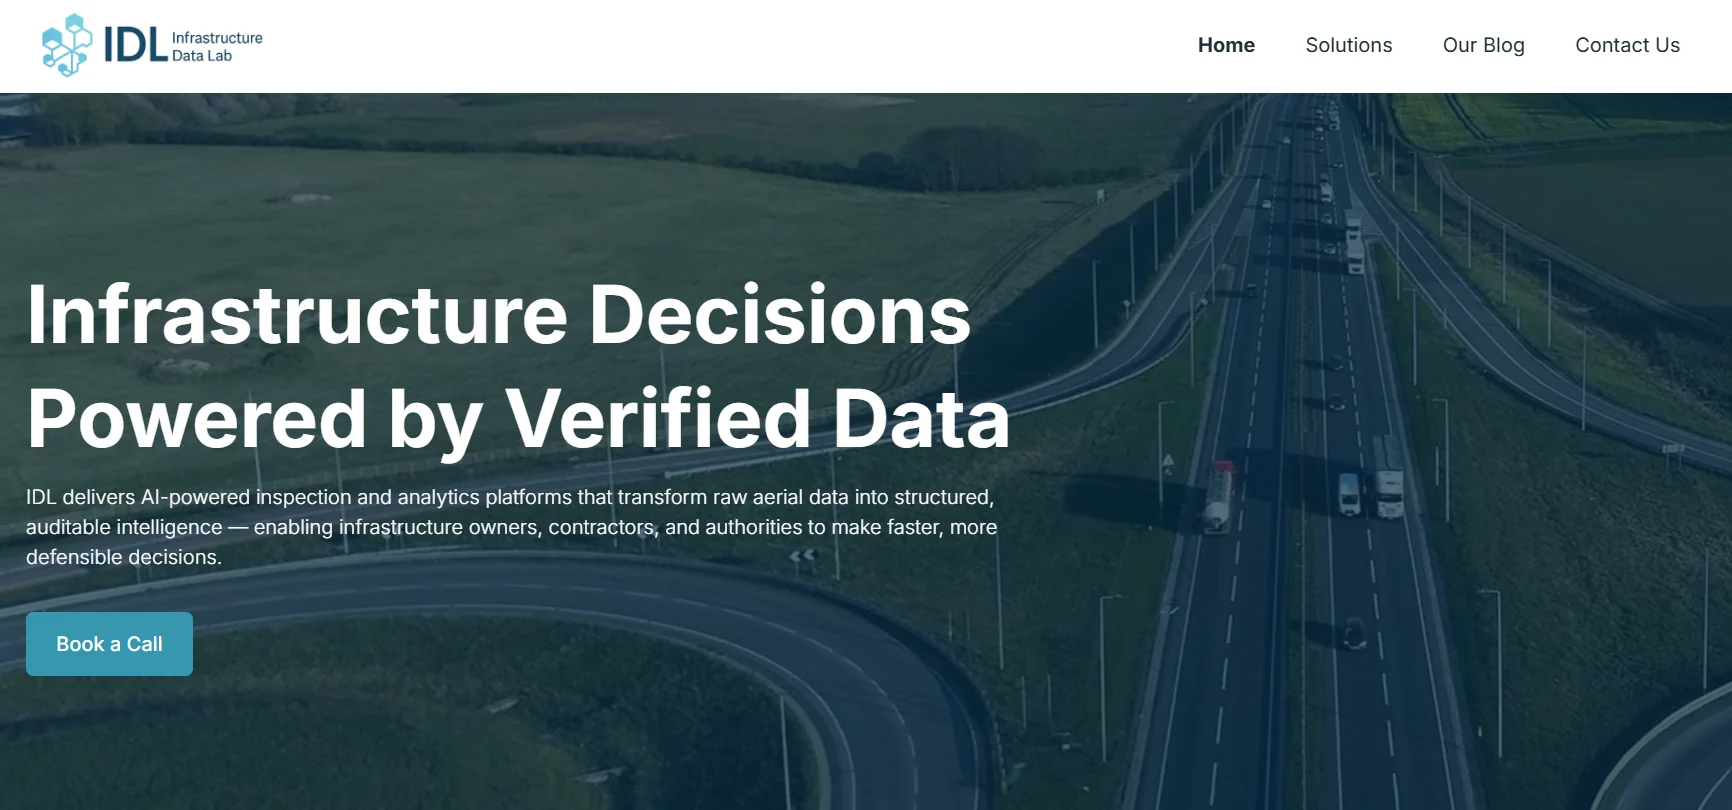 IDL Infrastructure
Data Lab
Home Solutions Our Blog Contact Us
Infrastructure Decisions
Powered by Verified Data
IDL delivers AI-powered inspection and analytics platforms that transform raw aerial data into structured,
auditable intelligence — enabling infrastructure owners, contractors, and authorities to make faster, more
defensible decisions.
Book a Call